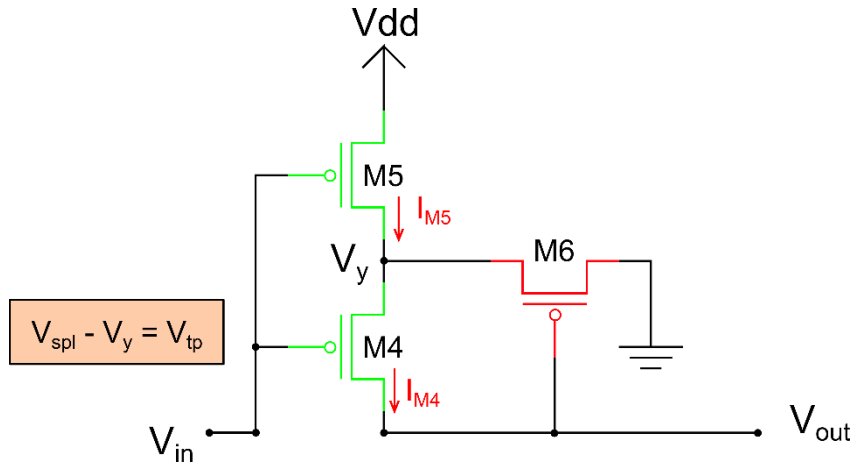 Vdd
M5
I_M5
V_y
M6
V_spl - V_y = V_tp
M4
I_M4
V_in
V_out